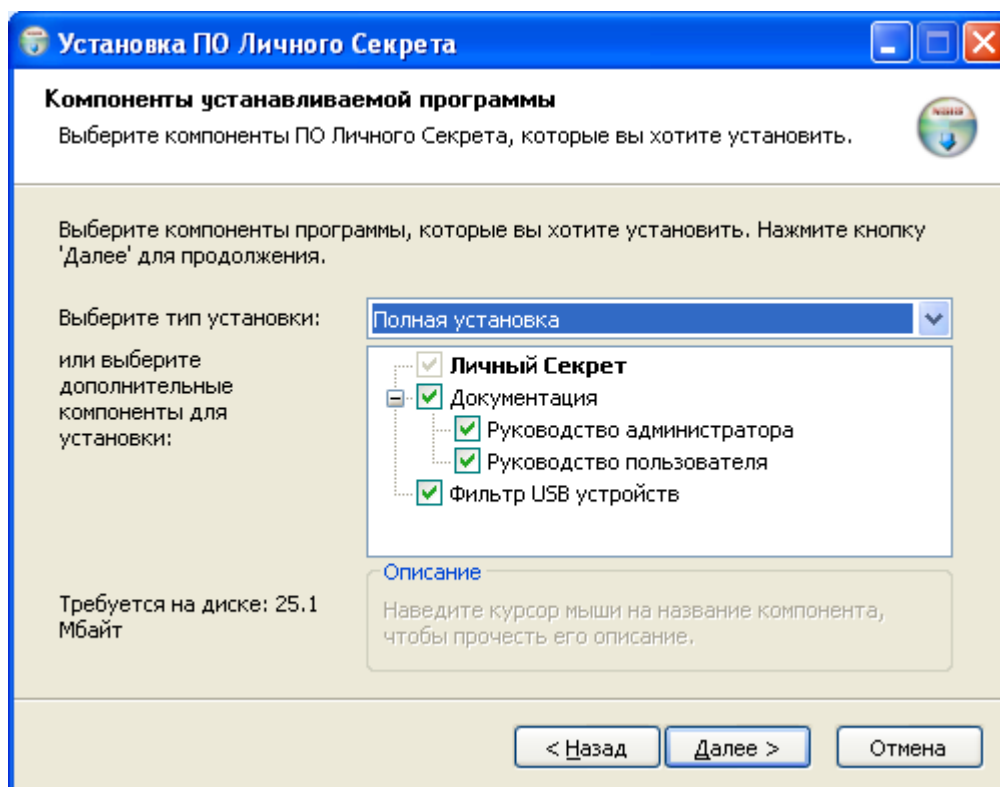 Установка ПО Личного Секрета
Компоненты устанавливаемой программы
Выберите компоненты ПО Личного Секрета, которые вы хотите установить.
Выберите компоненты программы, которые вы хотите установить. Нажмите кнопку
'Далее' для продолжения.
Выберите тип установки:
Полная установка
или выберите
дополнительные
компоненты для
установки:
Личный Секрет
Документация
Руководство администратора
Руководство пользователя
Фильтр USB устройств
Требуется на диске: 25.1
Мбайт
Описание
Наведите курсор мыши на название компонента,
чтобы прочесть его описание.
< Назад
Далее >
Отмена